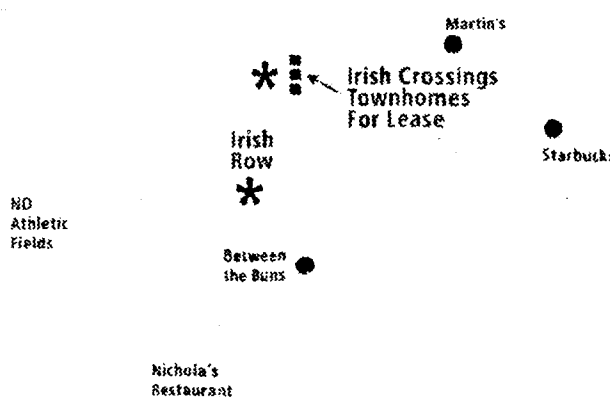 Martin's
Irish Crossings
Townhomes
For Lease
Starbucks
Irish
Row
ND
Athletic
Fields
Between
the Buns
Nichola's
Restaurant